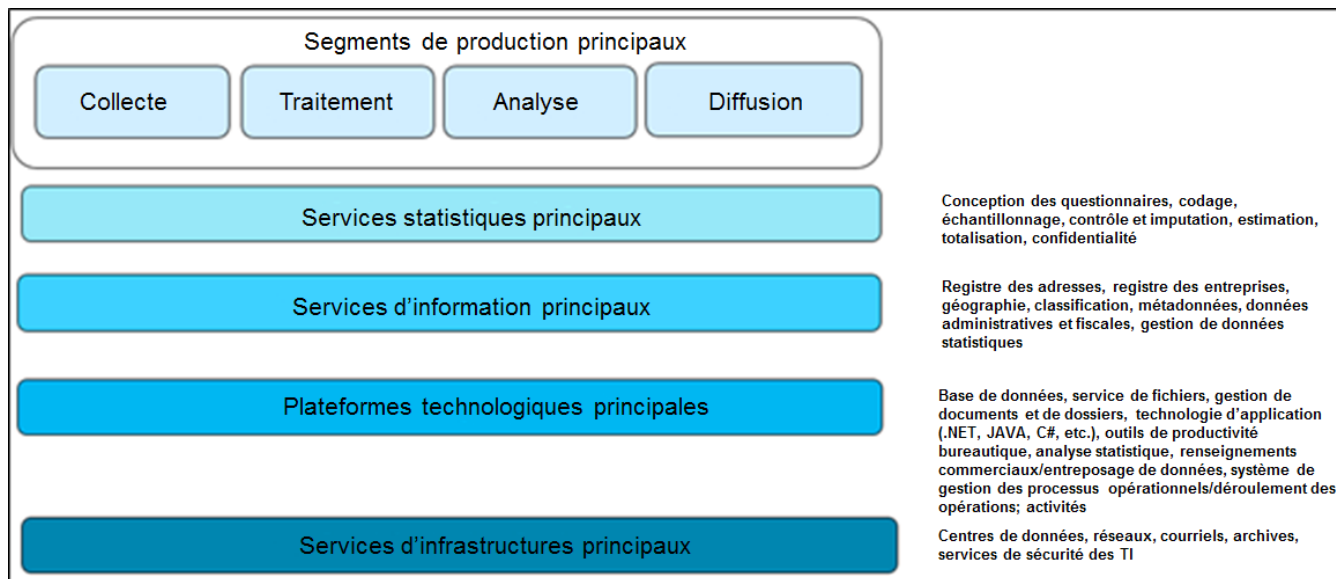 Segments de production principaux
Collecte
Traitement
Analyse
Diffusion
Services statistiques principaux
Conception des questionnaires, codage,
échantillonnage, contrôle et imputation, estimation,
totalisation, confidentialité
Services d'information principaux
Registre des adresses, registre des entreprises,
géographie, classification, métadonnées, données
administratives et fiscales, gestion de données
statistiques
Plateformes technologiques principales
Base de données, service de fichiers, gestion de
documents et de dossiers, technologie d'application
(.NET, JAVA, C#, etc.), outils de productivité
bureautique, analyse statistique, renseignements
commerciaux/entreposage de données, système de
gestion des processus opérationnels/déroulement des
opérations; activités
Services d'infrastructures principaux
Centres de données, réseaux, courriels, archives,
services de sécurité des TI